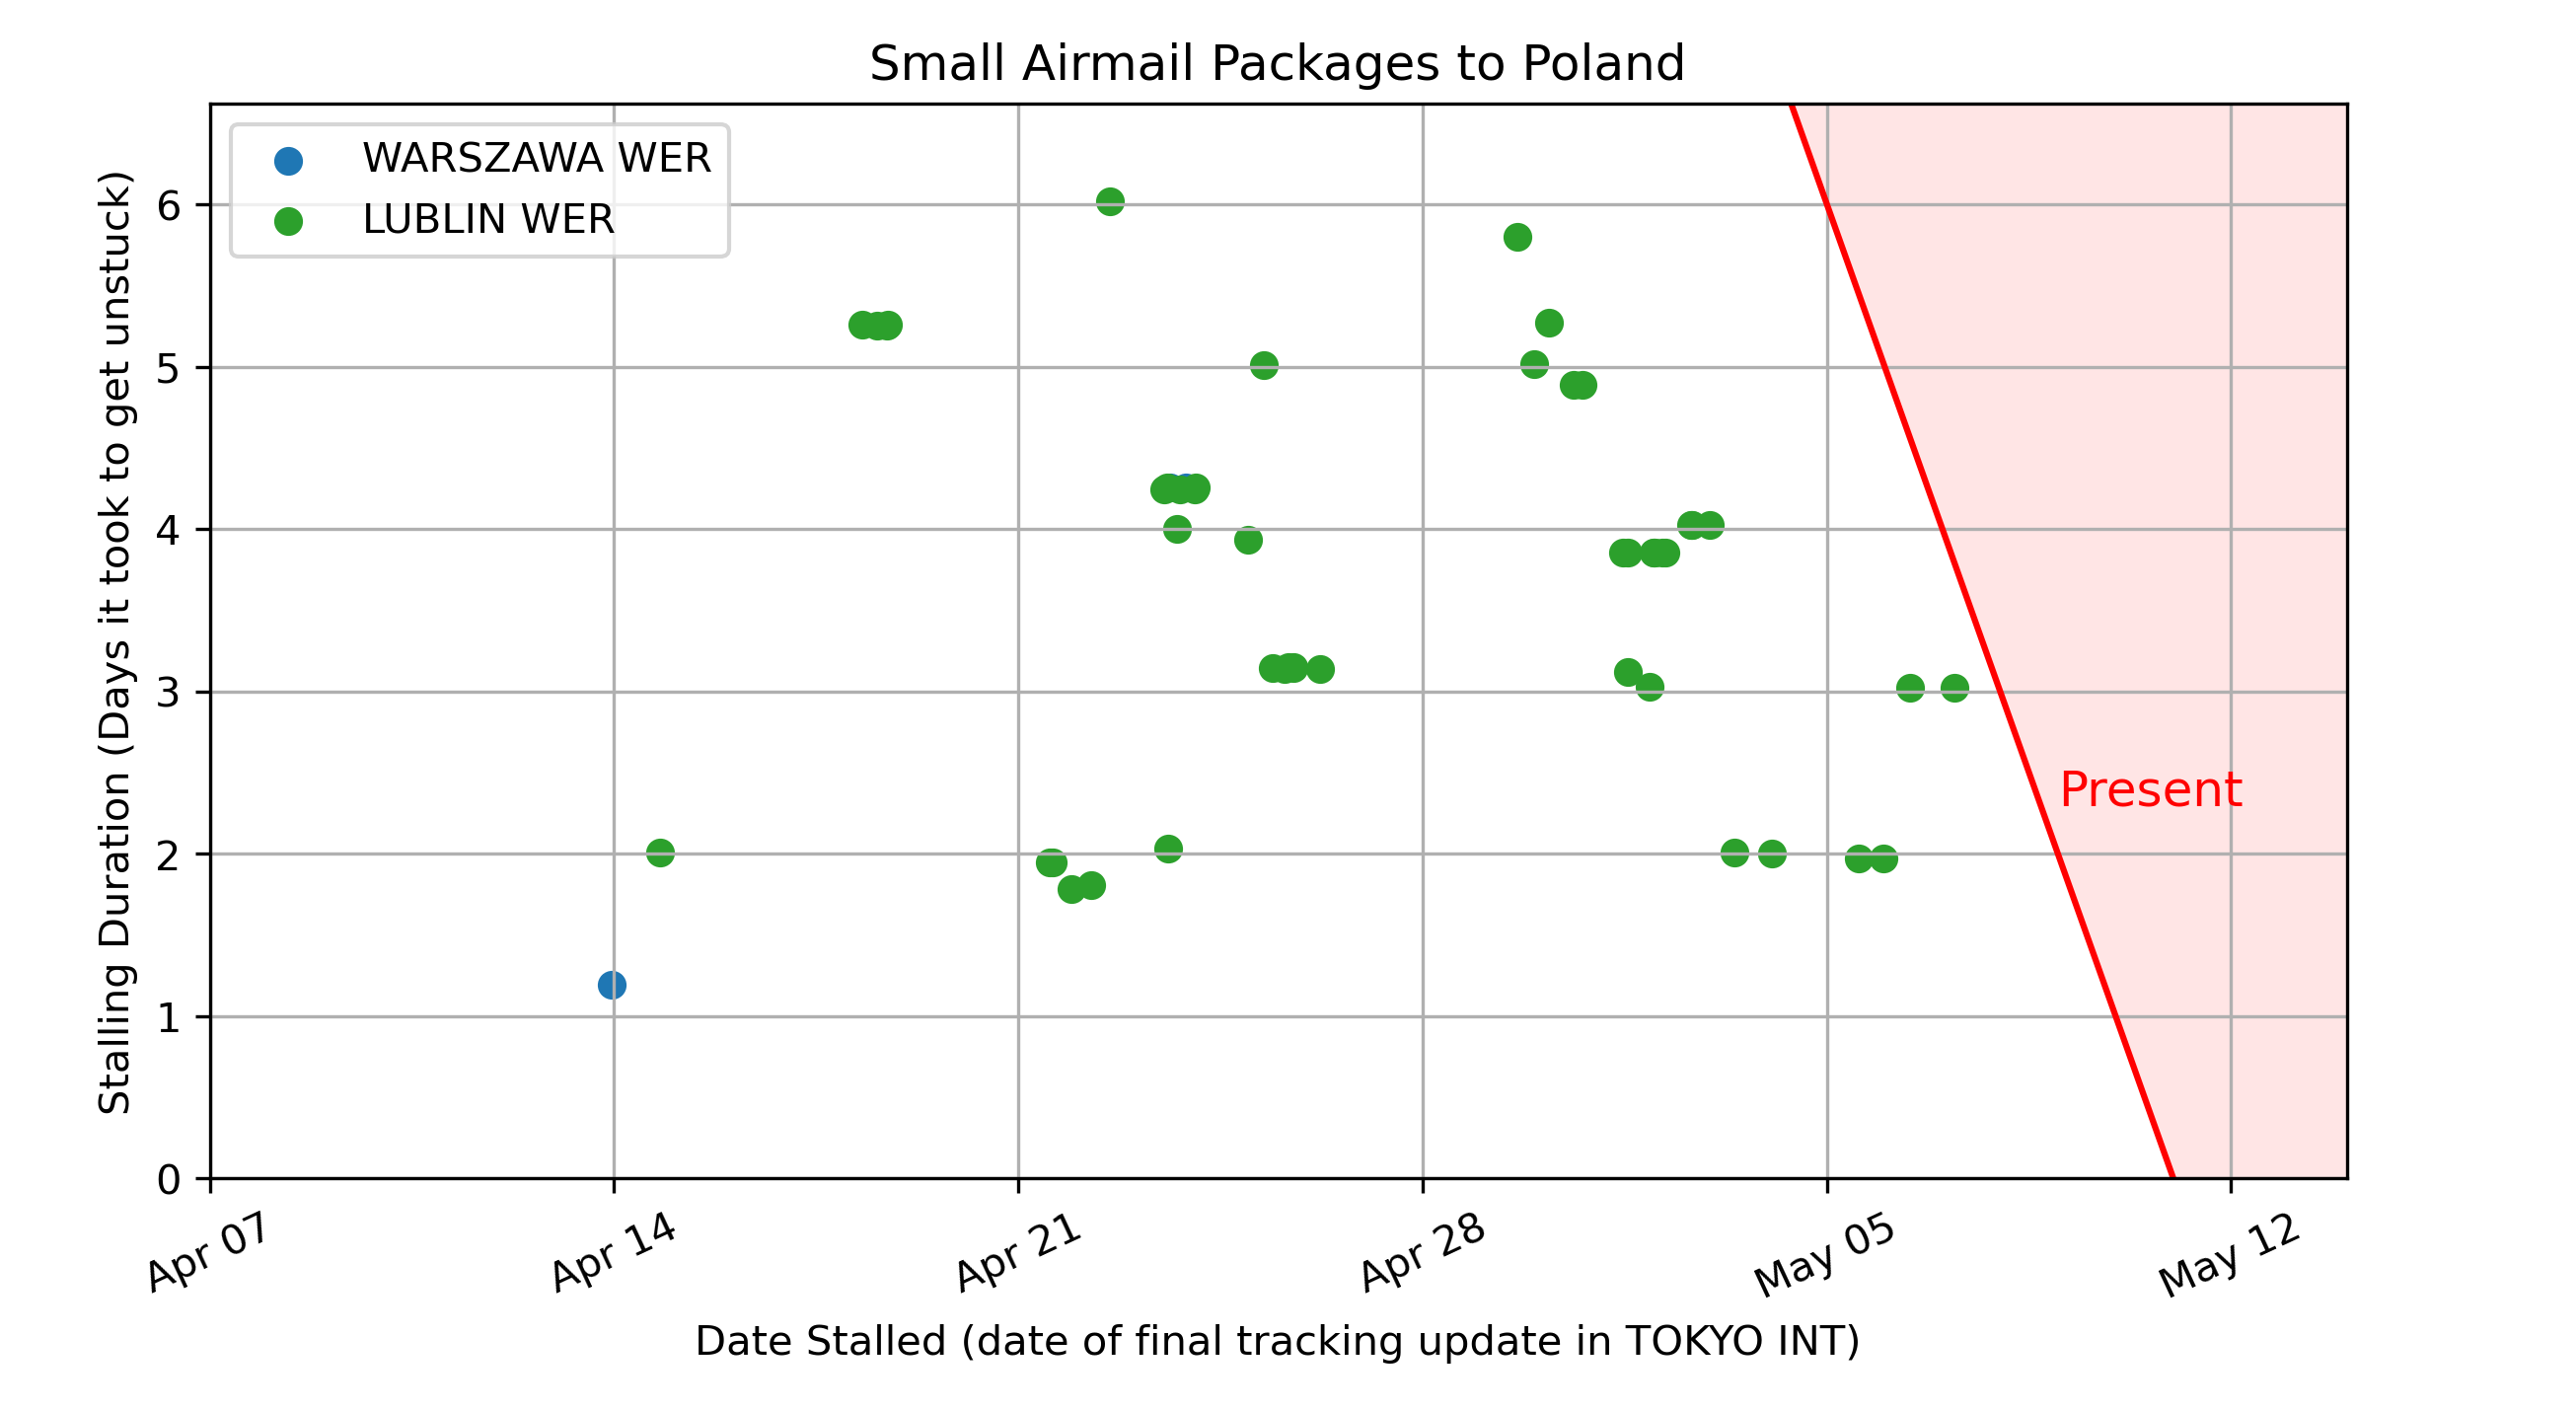 Small Airmail Packages to Poland
WARSZAWA WER
LUBLIN WER
Stalling Duration (Days it took to get unstuck)
6
5
4
3
2
1
0
Present
Apr 07
Apr 14
Apr 21
Apr 28
May 05
May 12
Date Stalled (date of final tracking update in TOKYO INT)